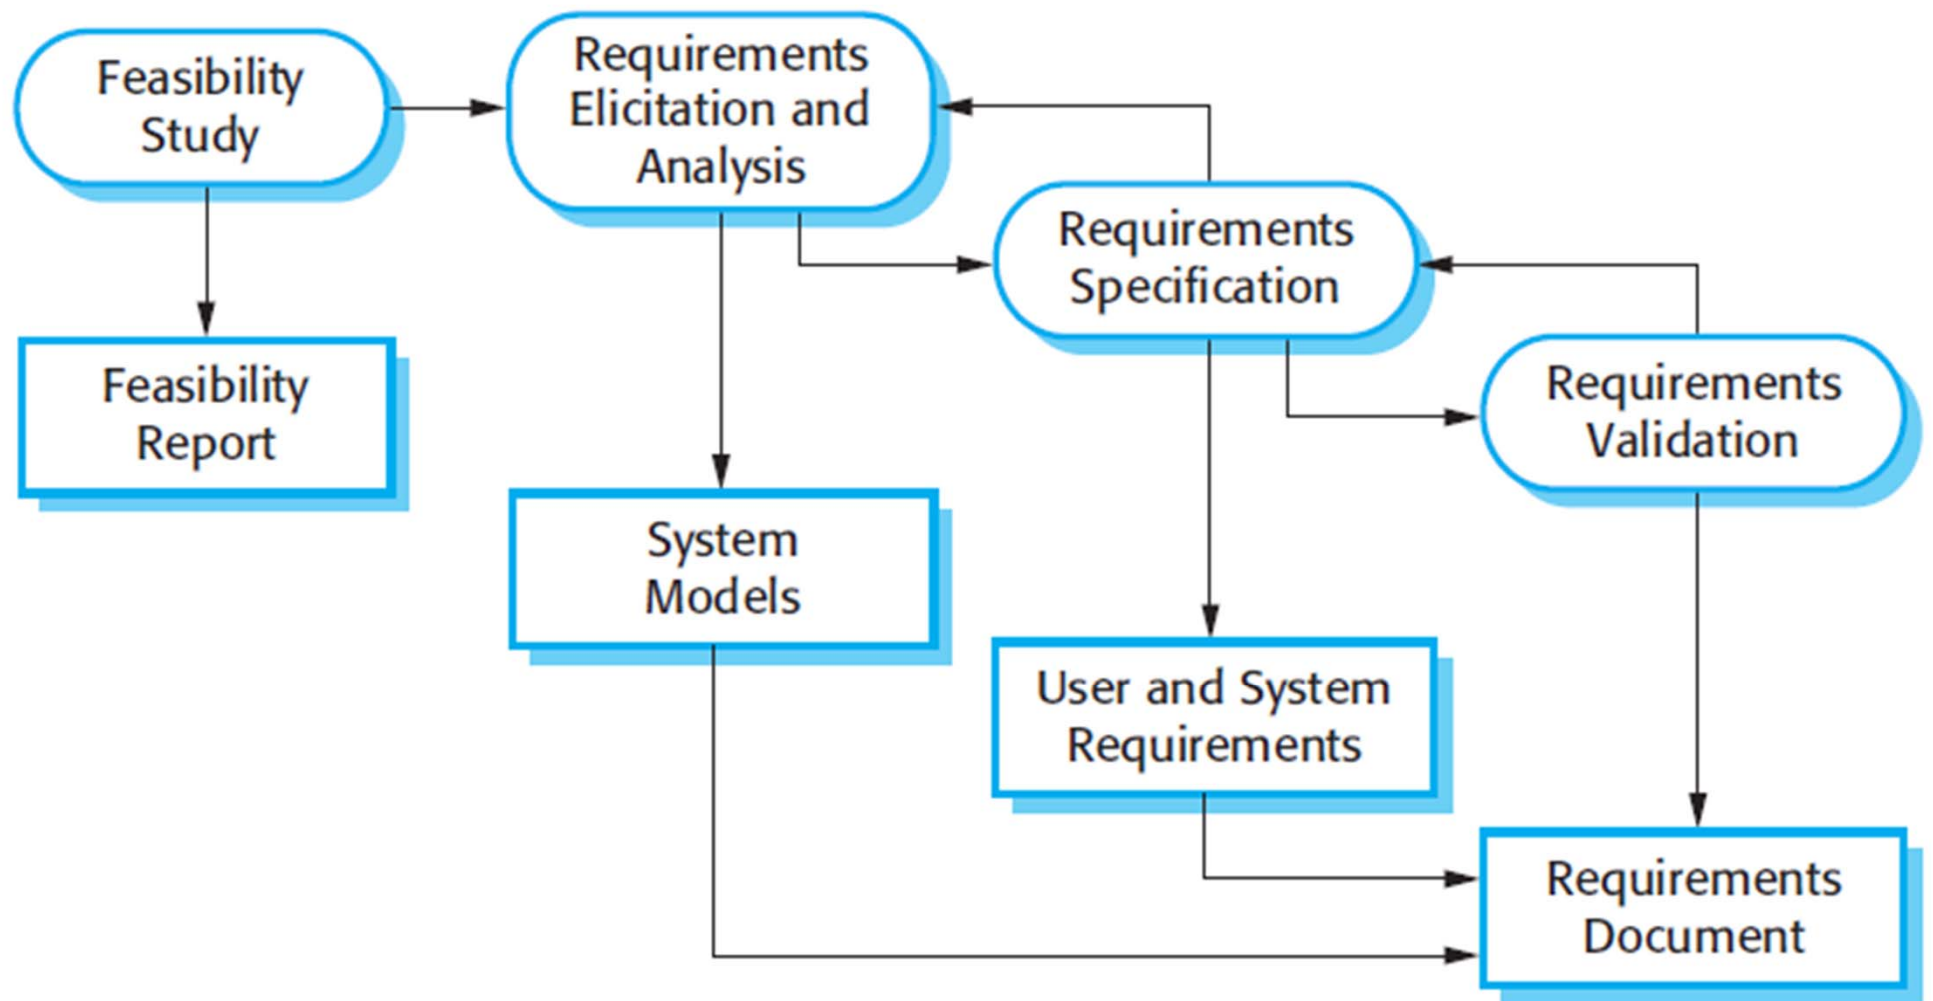 Feasibility
Study
Requirements
Elicitation and
Analysis
Requirements
Specification
Requirements
Validation
Feasibility
Report
System
Models
User and System
Requirements
Requirements
Document